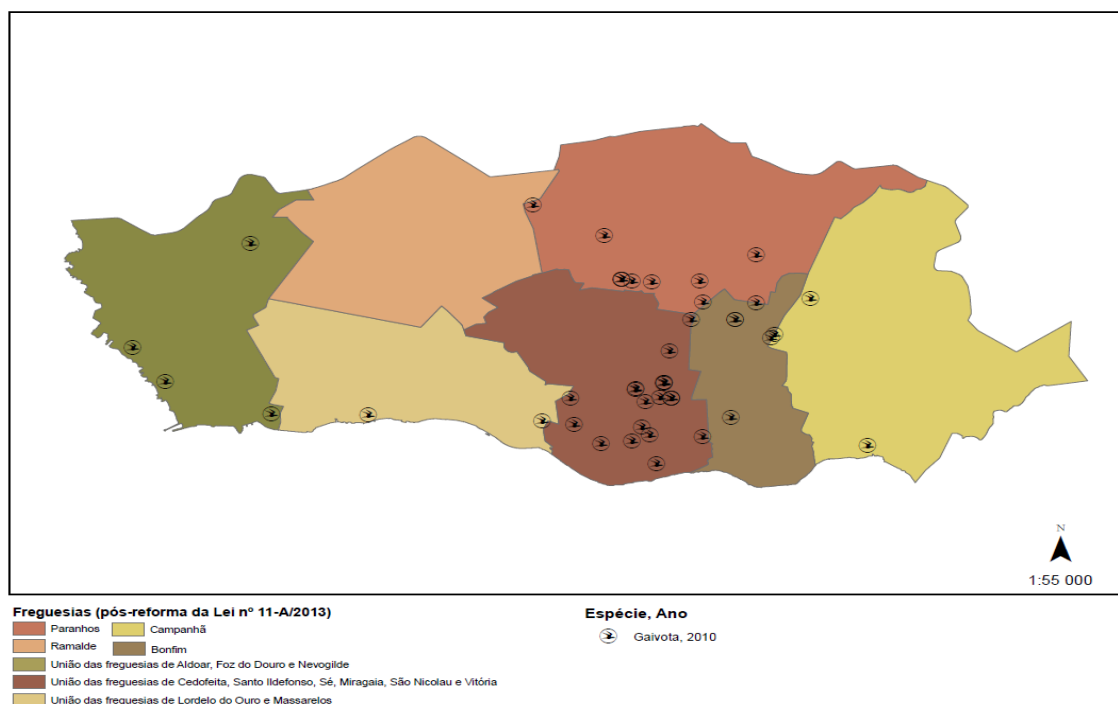 N
1:55 000
Freguesias (pós-reforma da Lei nº 11-A/2013)
Paranhos Campanhã
Ramalde Bonfim
União das freguesias de Aldoar, Foz do Douro e Nevogilde
União das freguesias de Cedofeita, Santo Ildefonso, Sé, Miragaia, São Nicolau e Vitória
União das freguesias de Lordelo do Ouro e Massarelos
Espécie, Ano
Gaivota, 2010